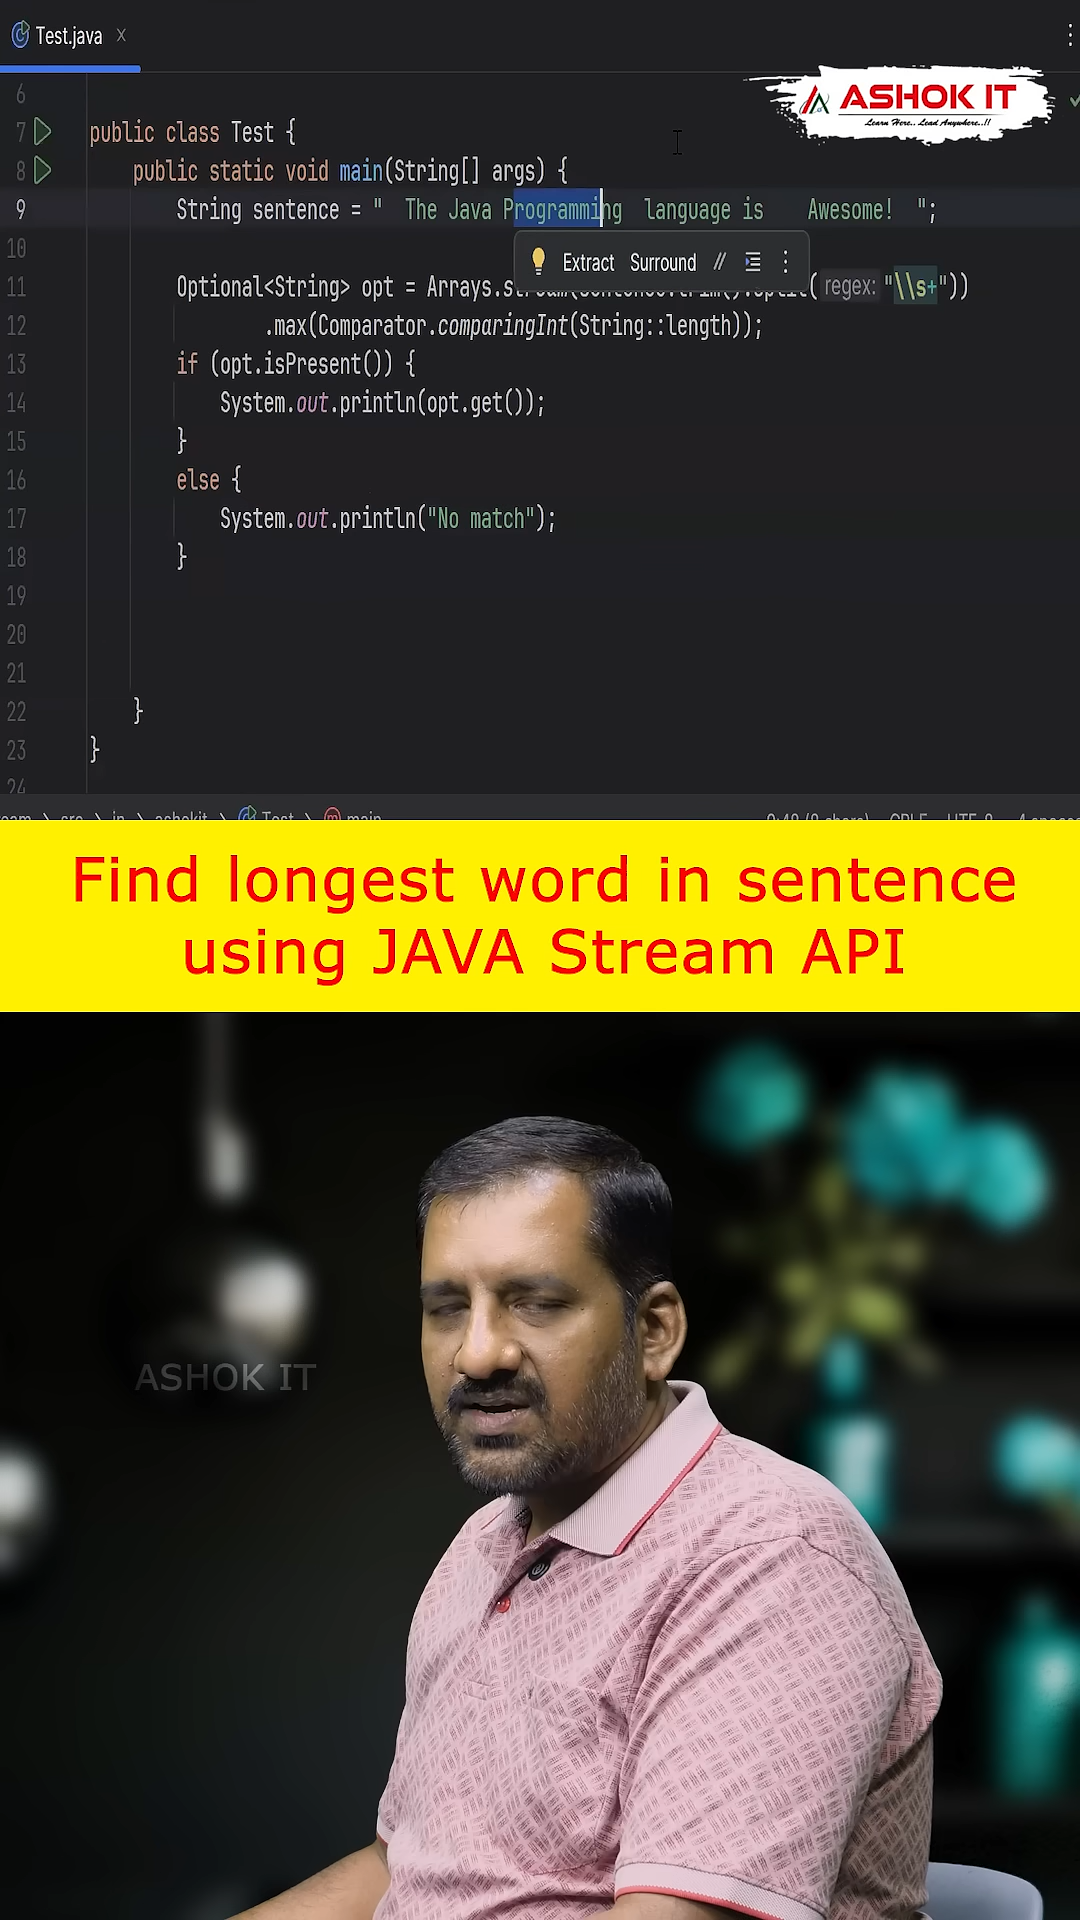 Test.java
ASHOK IT
Learn Here.. Lead Anywhere..!!
6
7 public class Test {
8 public static void main(String[] args) {
9 String sentence = "  The Java Programming  language is    Awesome!  ";
10
Extract Surround //
11 Optional<String> opt = Arrays. regex: "\\s+"))
12 .max(Comparator.comparingInt(String::length));
13 if (opt.isPresent()) {
14 System.out.println(opt.get());
15 }
16 else {
17 System.out.println("No match");
18 }
19
20
21
22 }
23 }
24
Test main
Find longest word in sentence
using JAVA Stream API
ASHOK IT